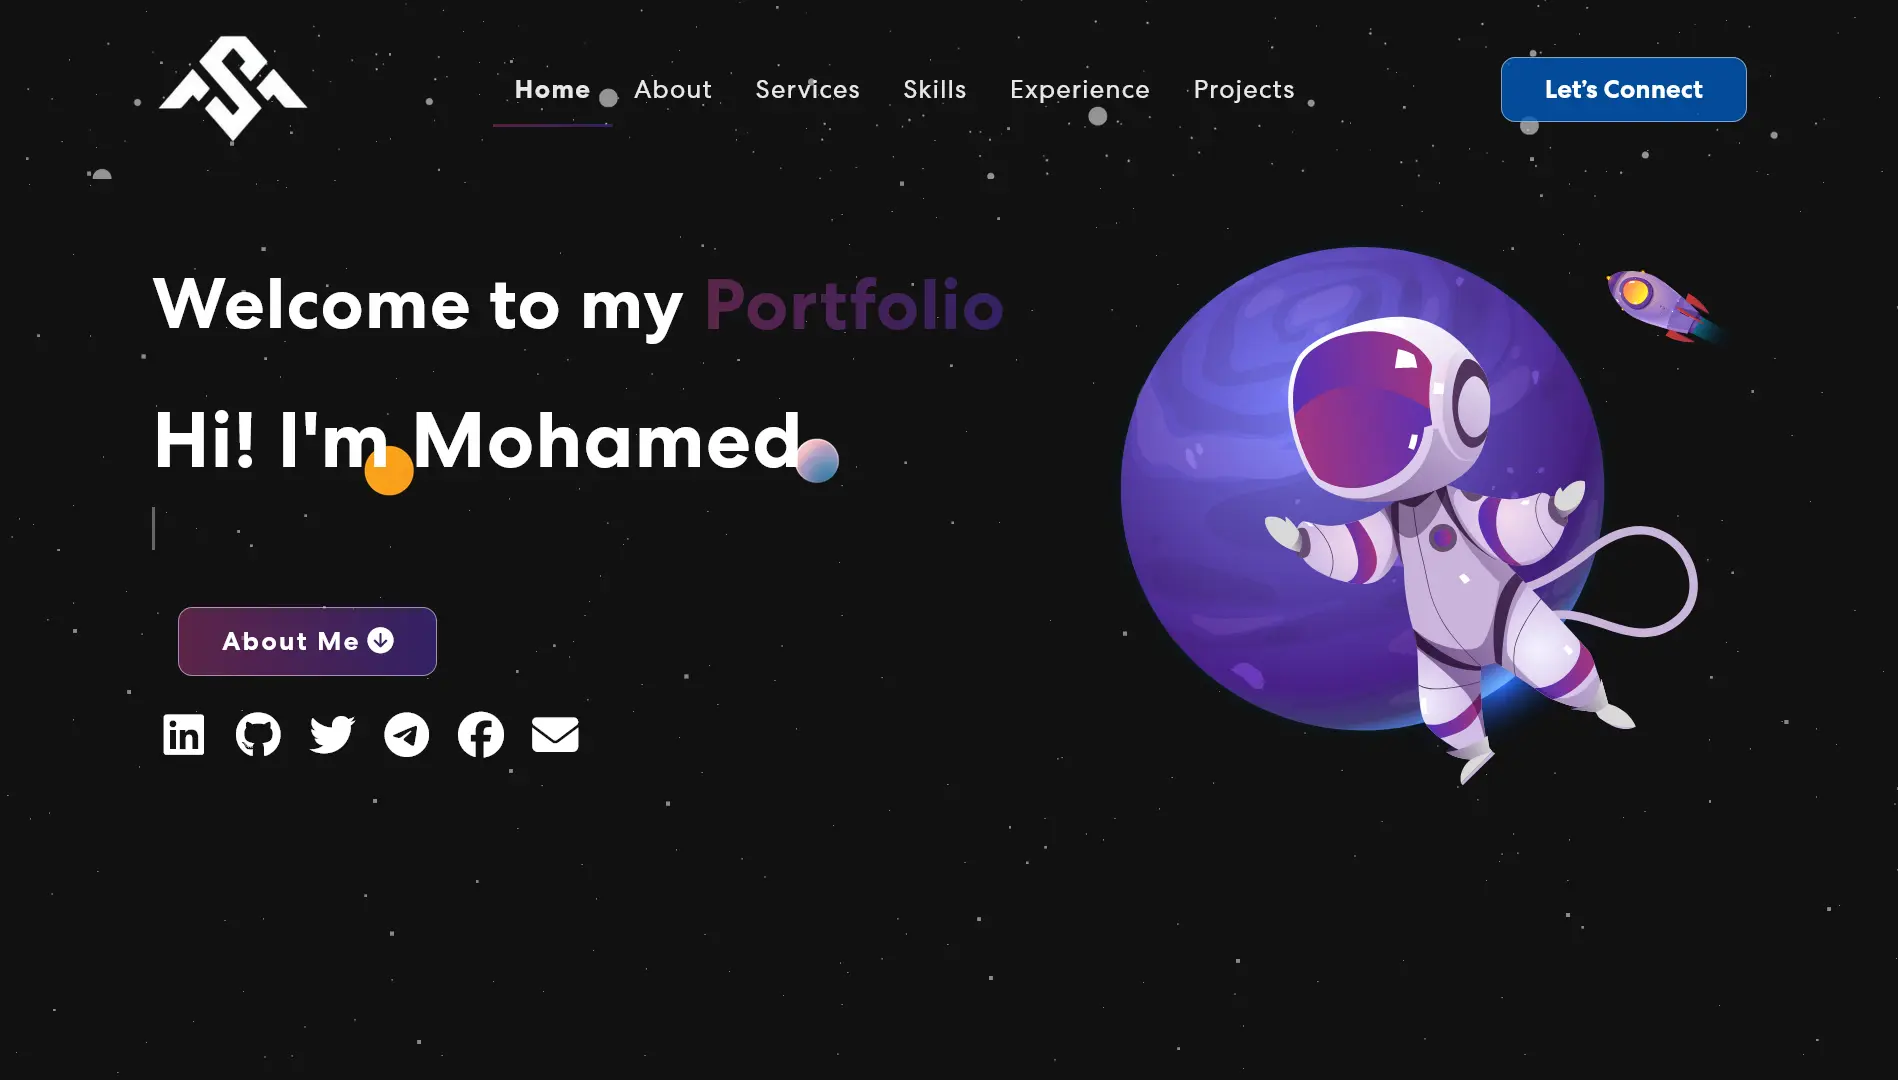 Home About Services Skills Experience Projects
Let's Connect
Welcome to my Portfolio
Hi! I'm Mohamed
About Me